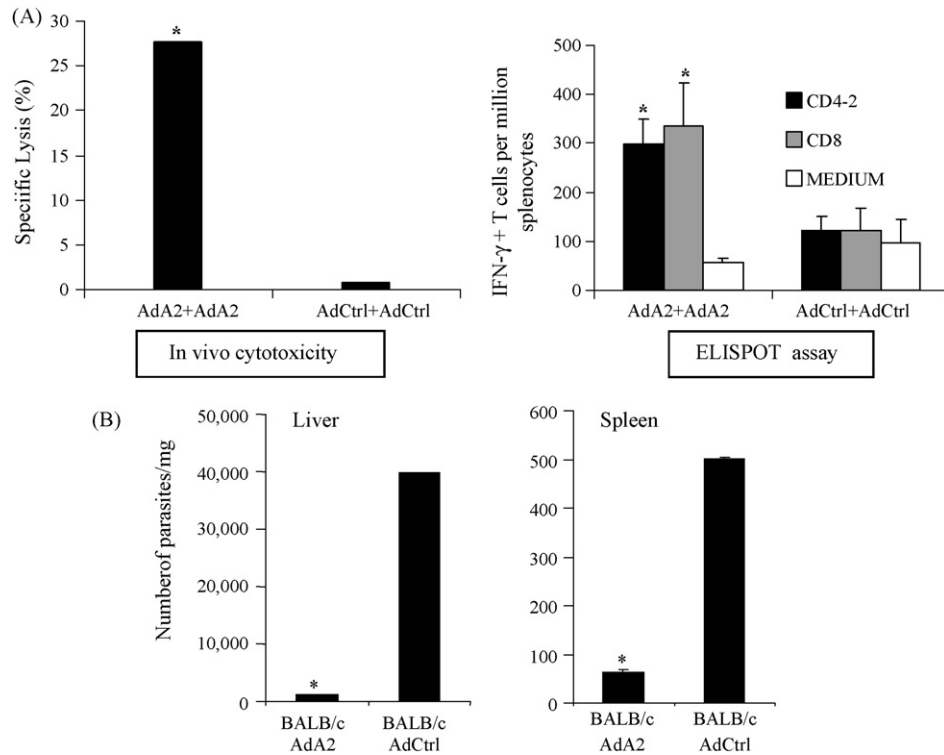 (A)
Speciific Lysis (%)
30
25
20
15
10
5
0
*
AdA2+AdA2
AdCtrl+AdCtrl
In vivo cytotoxicity
IFN-γ + T cells per million
splenocytes
500
400
300
200
100
0
*
*
CD4-2
CD8
MEDIUM
AdA2+AdA2
AdCtrl+AdCtrl
ELISPOT assay
(B)
Numberof parasites/mg
50,000
40,000
30,000
20,000
10,000
0
Liver
*
BALB/c
AdA2
BALB/c
AdCtrl
600
500
400
300
200
100
0
Spleen
*
BALB/c
AdA2
BALB/c
AdCtrl